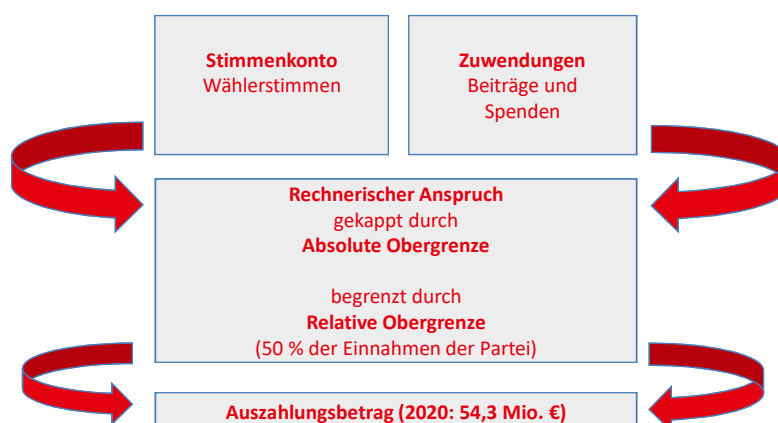 Stimmenkonto
Wählerstimmen
Zuwendungen
Beiträge und
Spenden
Rechnerischer Anspruch
gekappt durch
Absolute Obergrenze
begrenzt durch
Relative Obergrenze
(50 % der Einnahmen der Partei)
Auszahlungsbetrag (2020: 54,3 Mio. €)